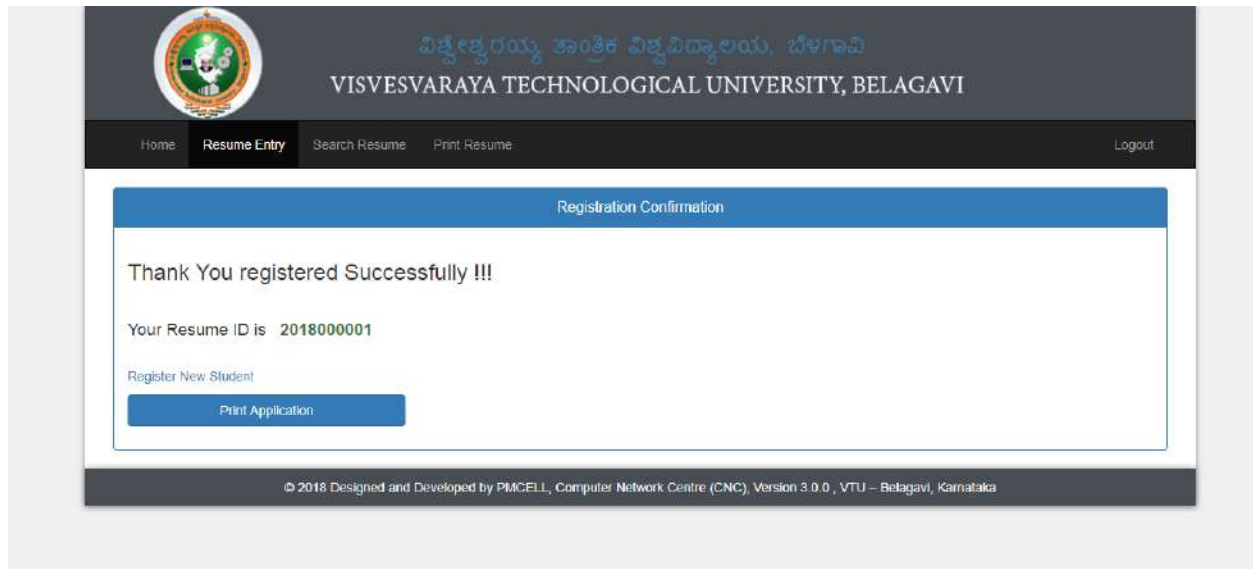 ವಿಶ್ವೇಶ್ವರಯ್ಯ ತಾಂತ್ರಿಕ ವಿಶ್ವವಿದ್ಯಾಲಯ, ಬೆಳಗಾವಿ
VISVESVARAYA TECHNOLOGICAL UNIVERSITY, BELAGAVI
Home Resume Entry Search Resume Print Resume Logout
Registration Confirmation
Thank You registered Successfully !!!
Your Resume ID is 2018000001
Register New Student
Print Application
© 2018 Designed and Developed by PMCELL, Computer Network Centre (CNC), Version 3.0.0 , VTU – Belagavi, Karnataka